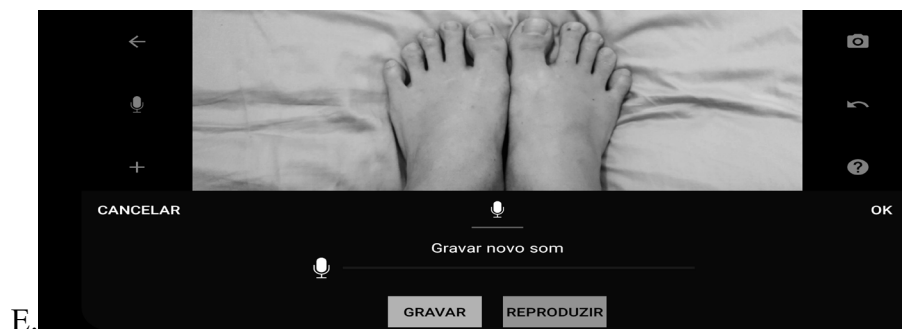 CANCELAR
OK
Gravar novo som
GRAVAR
REPRODUZIR
E.